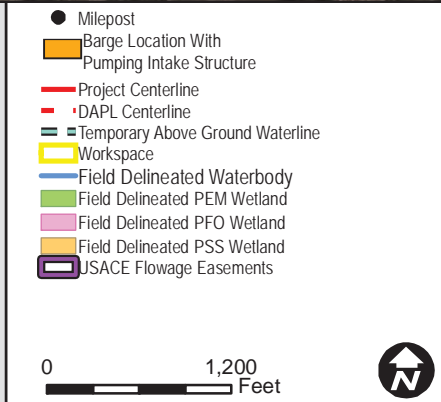 Milepost
Barge Location With
Pumping Intake Structure
Project Centerline
DAPL Centerline
Temporary Above Ground Waterline
Workspace
Field Delineated Waterbody
Field Delineated PEM Wetland
Field Delineated PFO Wetland
Field Delineated PSS Wetland
USACE Flowage Easements
0 1,200
Feet
N